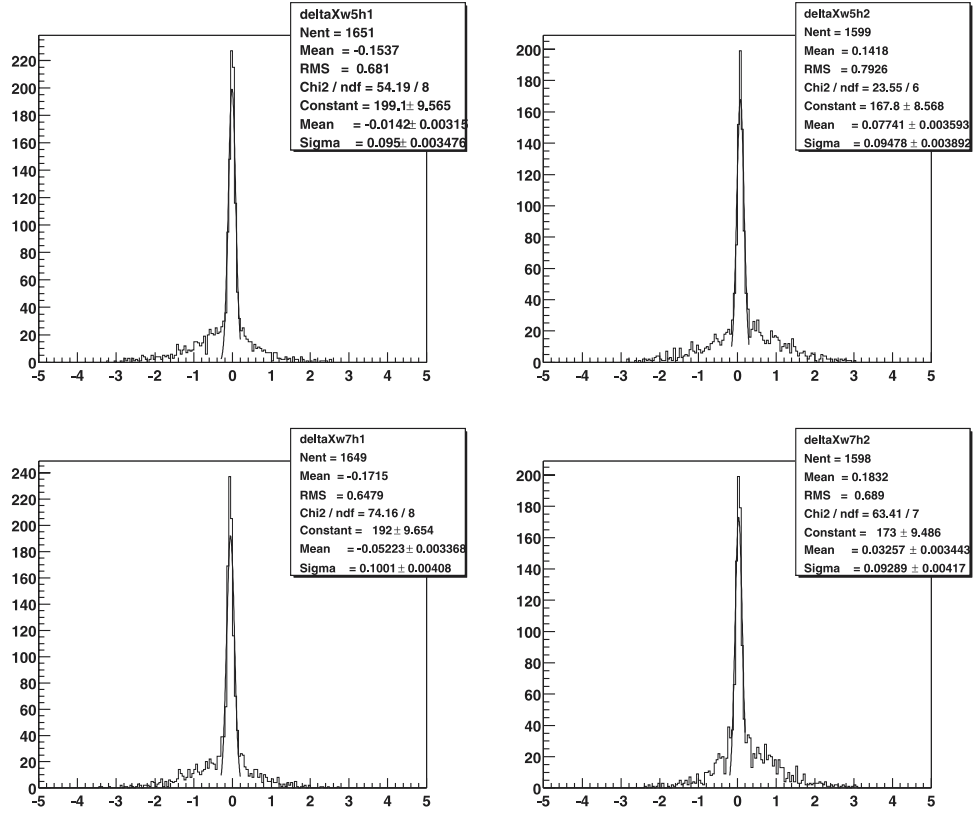 deltaXw5h1
Nent = 1651
Mean = -0.1537
RMS = 0.681
Chi2 / ndf = 54.19 / 8
Constant = 199.1± 9.565
Mean = -0.0142± 0.00315
Sigma = 0.095± 0.003476
220
200
180
160
140
120
100
80
60
40
20
0
-5 -4 -3 -2 -1 0 1 2 3 4 5
deltaXw5h2
Nent = 1599
Mean = 0.1418
RMS = 0.7926
Chi2 / ndf = 23.55 / 6
Constant = 167.8 ± 8.568
Mean = 0.07741 ± 0.003593
Sigma = 0.09478 ± 0.003892
200
180
160
140
120
100
80
60
40
20
0
-5 -4 -3 -2 -1 0 1 2 3 4 5
deltaXw7h1
Nent = 1649
Mean = -0.1715
RMS = 0.6479
Chi2 / ndf = 74.16 / 8
Constant = 192 ± 9.654
Mean = -0.05223 ± 0.003368
Sigma = 0.1001 ± 0.00408
240
220
200
180
160
140
120
100
80
60
40
20
0
-5 -4 -3 -2 -1 0 1 2 3 4 5
deltaXw7h2
Nent = 1598
Mean = 0.1832
RMS = 0.689
Chi2 / ndf = 63.41 / 7
Constant = 173 ± 9.486
Mean = 0.03257 ± 0.003443
Sigma = 0.09289 ± 0.00417
200
180
160
140
120
100
80
60
40
20
0
-5 -4 -3 -2 -1 0 1 2 3 4 5